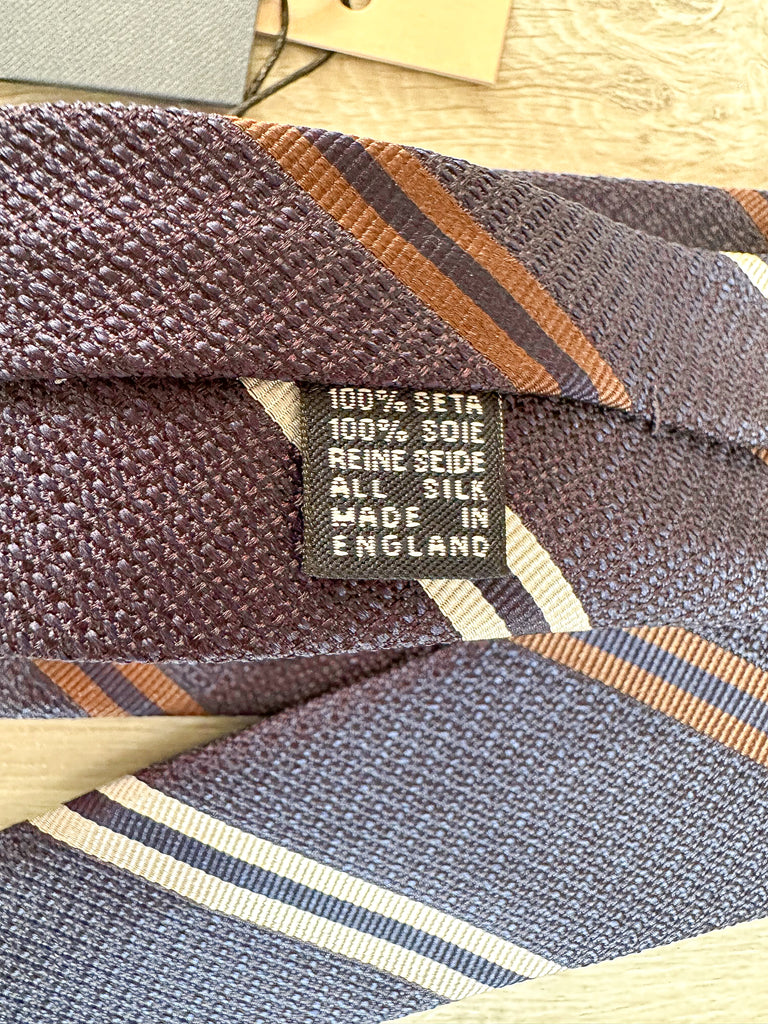 100% SETA
100% SOIE
REINE SEIDE
ALL SILK
MADE IN
ENGLAND